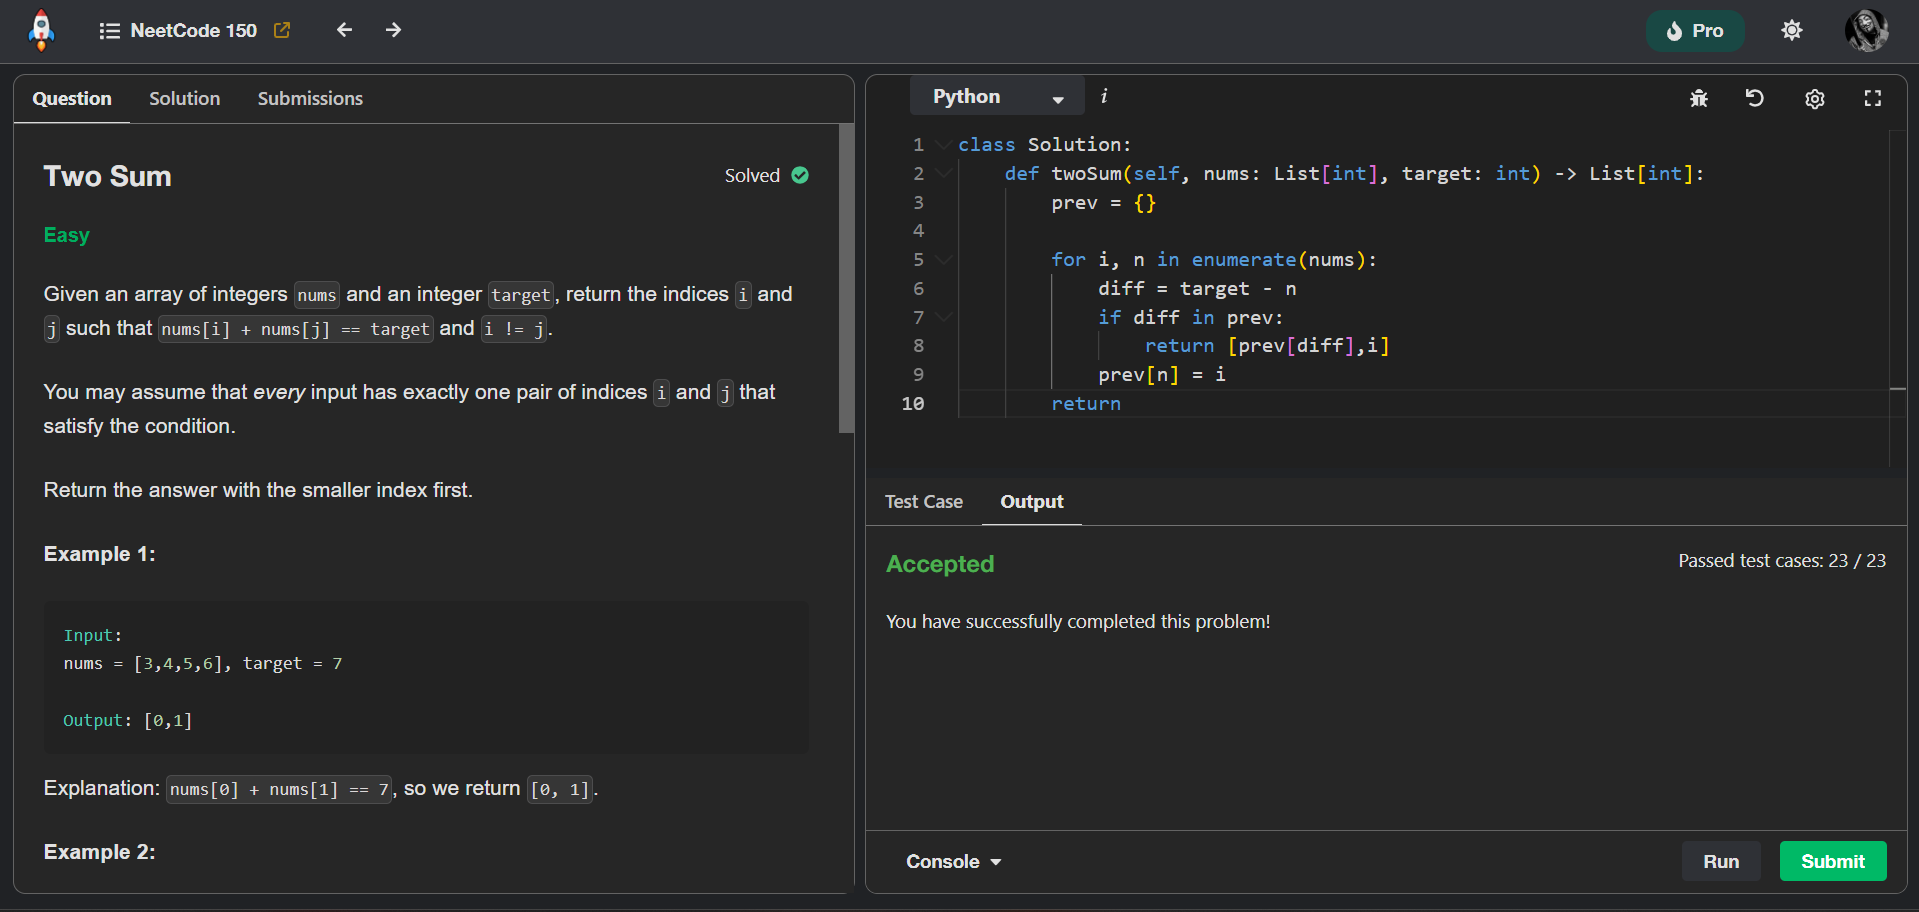 NeetCode 150
Pro
Question Solution Submissions
Two Sum
Solved
Easy
Given an array of integers nums and an integer target, return the indices i and
j such that nums[i] + nums[j] == target and i != j.
You may assume that every input has exactly one pair of indices i and j that
satisfy the condition.
Return the answer with the smaller index first.
Example 1:
Input:
nums = [3,4,5,6], target = 7
Output: [0,1]
Explanation: nums[0] + nums[1] == 7, so we return [0, 1].
Example 2:
Python i
1 class Solution:
2     def twoSum(self, nums: List[int], target: int) -> List[int]:
3         prev = {}
4
5         for i, n in enumerate(nums):
6             diff = target - n
7             if diff in prev:
8                 return [prev[diff],i]
9             prev[n] = i
10         return
Test Case Output
Accepted
Passed test cases: 23 / 23
You have successfully completed this problem!
Console
Run
Submit